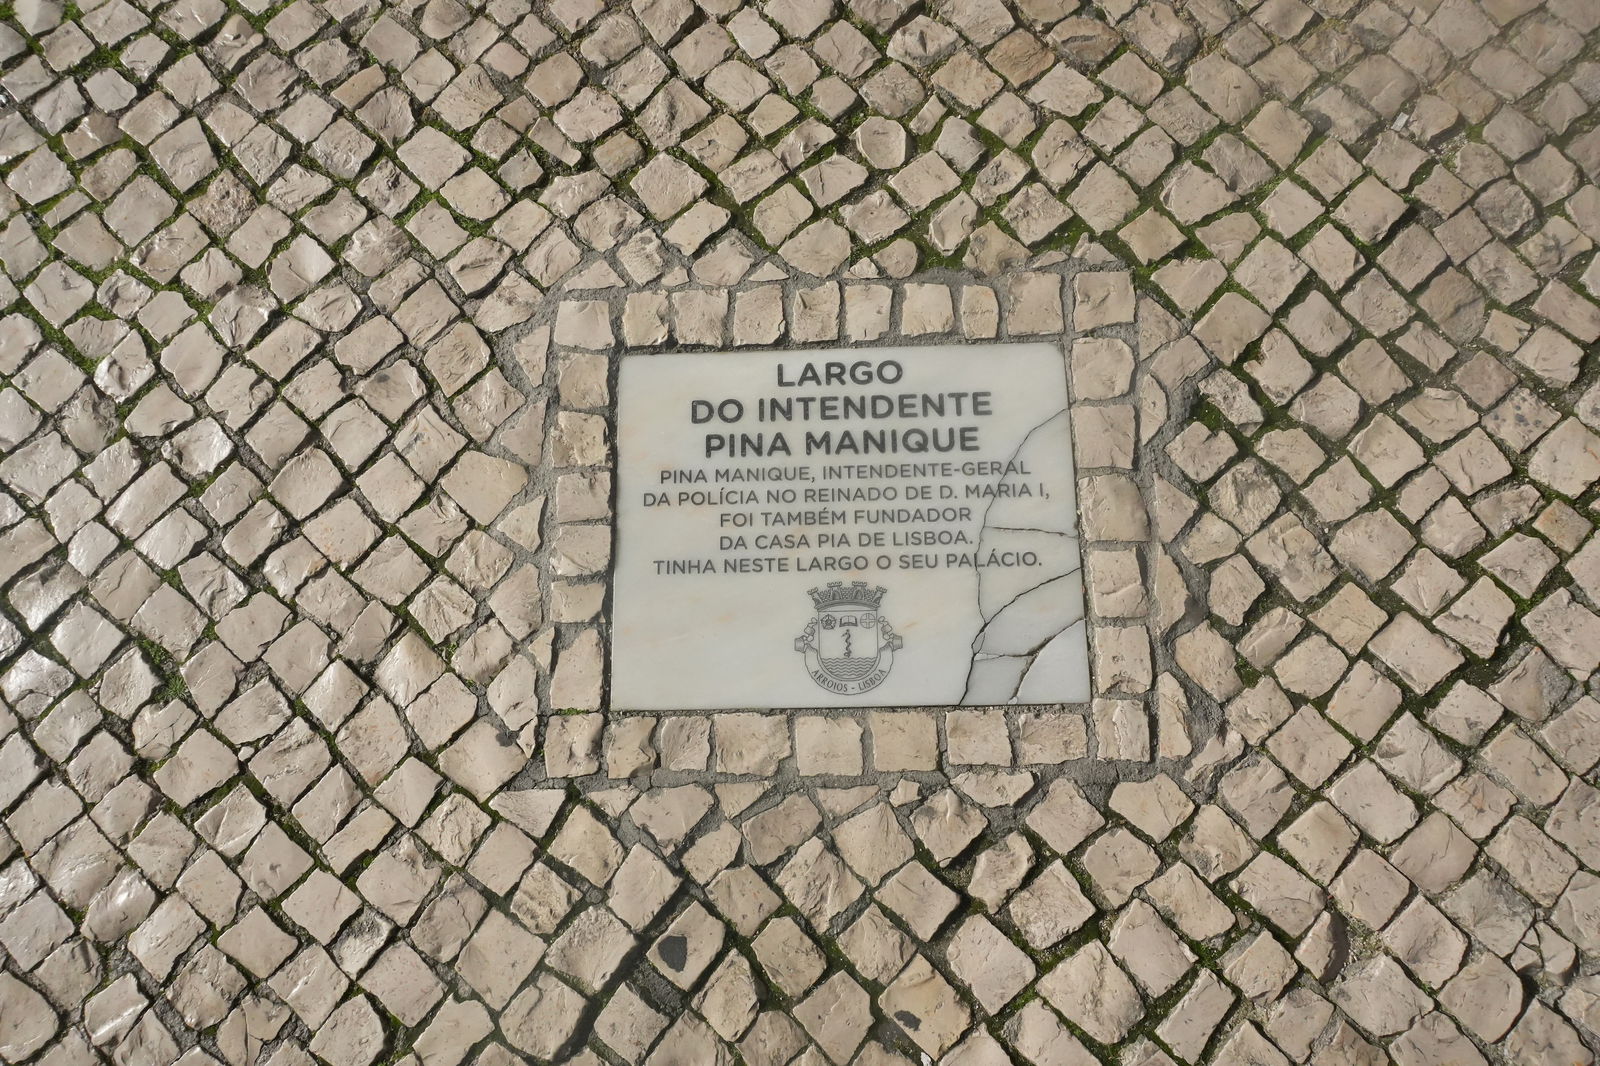 LARGO
DO INTENDENTE
PINA MANIQUE
PINA MANIQUE, INTENDENTE-GERAL
DA POLÍCIA NO REINADO DE D. MARIA I,
FOI TAMBÉM FUNDADOR
DA CASA PIA DE LISBOA.
TINHA NESTE LARGO O SEU PALÁCIO.
ARROIOS - LISBOA